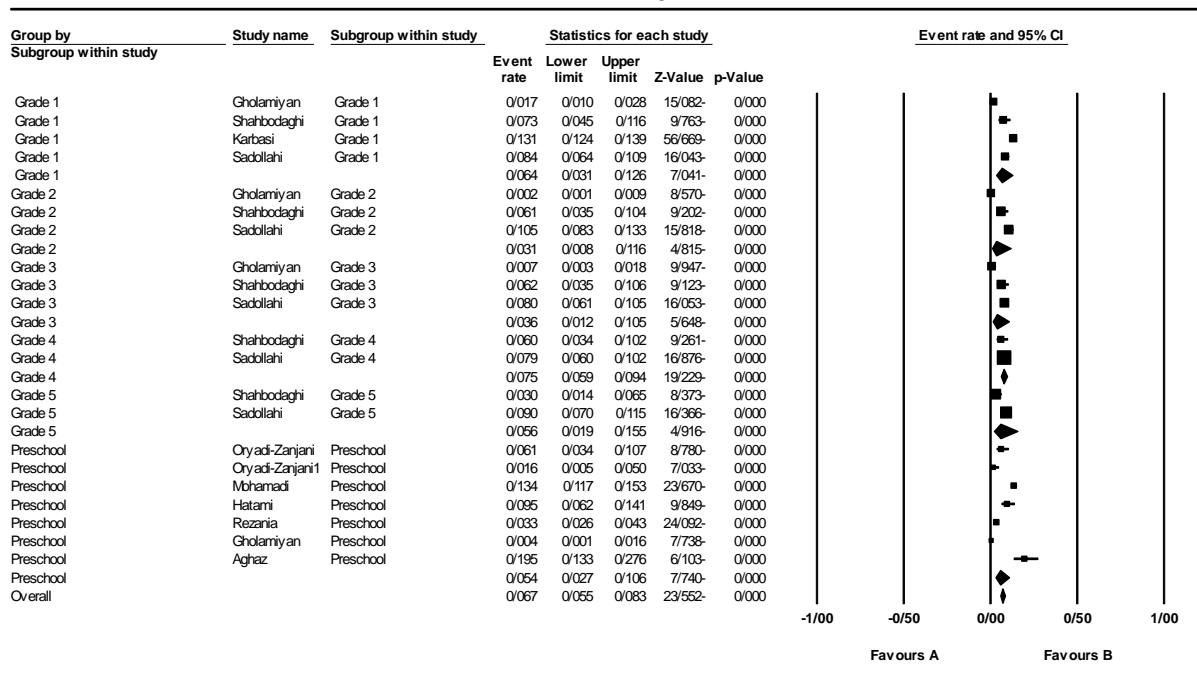 Group by Study name Subgroup within study Statistics for each study Event rate and 95% CI
Subgroup within study
Event Lower Upper
rate limit limit Z-Value p-Value
Grade 1 Gholamiyan Grade 1 0/017 0/010 0/028 15/082- 0/000
Grade 1 Shahbodaghi Grade 1 0/073 0/045 0/116 9/763- 0/000
Grade 1 Karbasi Grade 1 0/131 0/124 0/139 56/669- 0/000
Grade 1 Sadollahi Grade 1 0/084 0/064 0/109 16/043- 0/000
Grade 1 0/064 0/031 0/126 7/041- 0/000
Grade 2 Gholamiyan Grade 2 0/002 0/001 0/009 8/570- 0/000
Grade 2 Shahbodaghi Grade 2 0/061 0/035 0/104 9/202- 0/000
Grade 2 Sadollahi Grade 2 0/105 0/083 0/133 15/818- 0/000
Grade 2 0/031 0/008 0/116 4/815- 0/000
Grade 3 Gholamiyan Grade 3 0/007 0/003 0/018 9/947- 0/000
Grade 3 Shahbodaghi Grade 3 0/062 0/035 0/106 9/123- 0/000
Grade 3 Sadollahi Grade 3 0/080 0/061 0/105 16/053- 0/000
Grade 3 0/036 0/012 0/105 5/648- 0/000
Grade 4 Shahbodaghi Grade 4 0/060 0/034 0/102 9/261- 0/000
Grade 4 Sadollahi Grade 4 0/079 0/060 0/102 16/876- 0/000
Grade 4 0/075 0/059 0/094 19/229- 0/000
Grade 5 Shahbodaghi Grade 5 0/030 0/014 0/065 8/373- 0/000
Grade 5 Sadollahi Grade 5 0/090 0/070 0/115 16/366- 0/000
Grade 5 0/056 0/019 0/155 4/916- 0/000
Preschool Oryadi-Zanjani Preschool 0/061 0/034 0/107 8/780- 0/000
Preschool Oryadi-Zanjani1 Preschool 0/016 0/005 0/050 7/033- 0/000
Preschool Mohamadi Preschool 0/134 0/117 0/153 23/670- 0/000
Preschool Hatami Preschool 0/095 0/062 0/141 9/849- 0/000
Preschool Rezania Preschool 0/033 0/026 0/043 24/092- 0/000
Preschool Gholamiyan Preschool 0/004 0/001 0/016 7/738- 0/000
Preschool Aghaz Preschool 0/195 0/133 0/276 6/103- 0/000
Preschool 0/054 0/027 0/106 7/740- 0/000
Overall 0/067 0/055 0/083 23/552- 0/000
-1/00 -0/50 0/00 0/50 1/00
Favours A Favours B